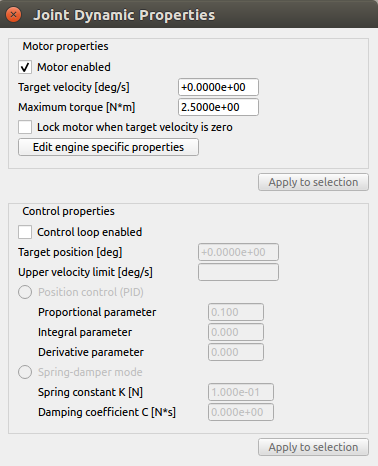 Joint Dynamic Properties
Motor properties
Motor enabled
Target velocity [deg/s] +0.0000e+00
Maximum torque [N*m] 2.5000e+00
Lock motor when target velocity is zero
Edit engine specific properties
Apply to selection
Control properties
Control loop enabled
Target position [deg] +0.0000e+00
Upper velocity limit [deg/s]
Position control (PID)
Proportional parameter 0.100
Integral parameter 0.000
Derivative parameter 0.000
Spring-damper mode
Spring constant K [N] 1.000e-01
Damping coefficient C [N*s] 0.000e+00
Apply to selection